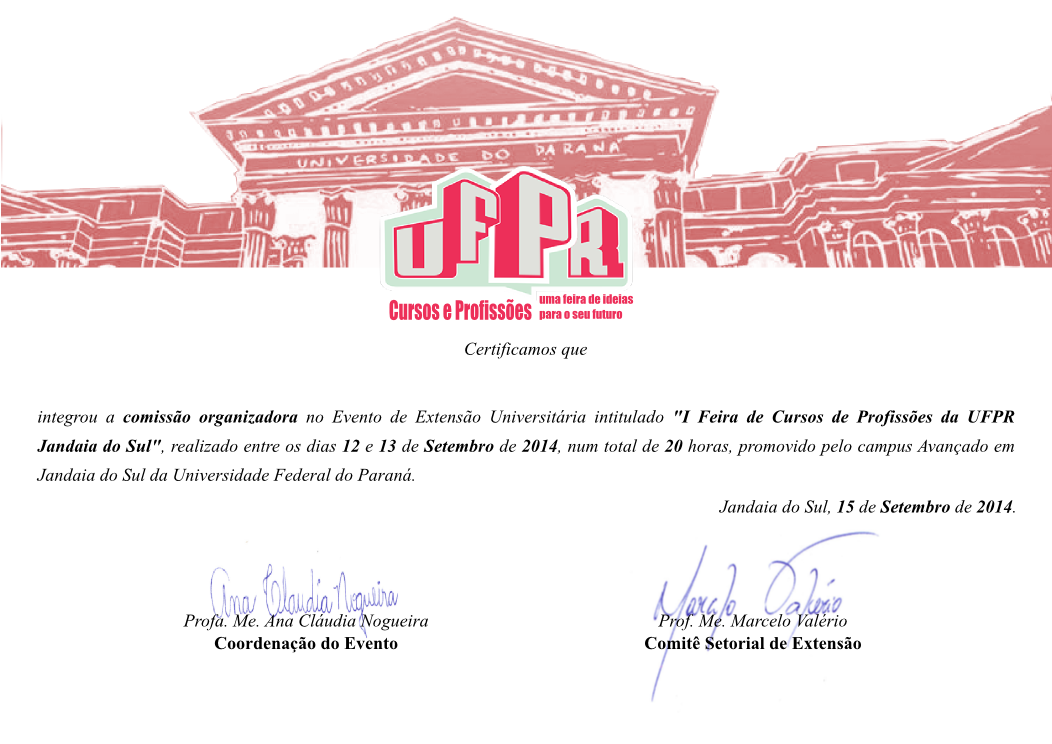 UNIVERSIDADE DO PARANÁ
UFPR
Cursos e Profissões
uma feira de ideias
para o seu futuro
Certificamos que
integrou a comissão organizadora no Evento de Extensão Universitária intitulado "I Feira de Cursos de Profissões da UFPR
Jandaia do Sul", realizado entre os dias 12 e 13 de Setembro de 2014, num total de 20 horas, promovido pelo campus Avançado em
Jandaia do Sul da Universidade Federal do Paraná.
Jandaia do Sul, 15 de Setembro de 2014.
Ana Claudia Nogueira
Profa. Me. Ana Cláudia Nogueira
Coordenação do Evento
Marcelo Valério
Prof. Me. Marcelo Valério
Comitê Setorial de Extensão